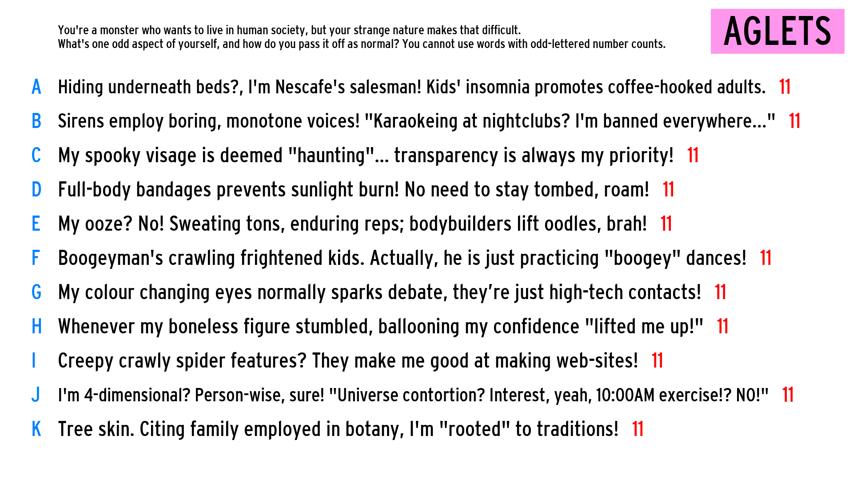 You're a monster who wants to live in human society, but your strange nature makes that difficult.
What's one odd aspect of yourself, and how do you pass it off as normal? You cannot use words with odd-lettered number counts.
AGLETS
A Hiding underneath beds?, I'm Nescafe's salesman! Kids' insomnia promotes coffee-hooked adults. 11
B Sirens employ boring, monotone voices! "Karaokeing at nightclubs? I'm banned everywhere..." 11
C My spooky visage is deemed "haunting"... transparency is always my priority! 11
D Full-body bandages prevents sunlight burn! No need to stay tombed, roam! 11
E My ooze? No! Sweating tons, enduring reps; bodybuilders lift oodles, brah! 11
F Boogeyman's crawling frightened kids. Actually, he is just practicing "boogey" dances! 11
G My colour changing eyes normally sparks debate, they're just high-tech contacts! 11
H Whenever my boneless figure stumbled, ballooning my confidence "lifted me up!" 11
I Creepy crawly spider features? They make me good at making web-sites! 11
J I'm 4-dimensional? Person-wise, sure! "Universe contortion? Interest, yeah, 10:00AM exercise!? NO!" 11
K Tree skin. Citing family employed in botany, I'm "rooted" to traditions! 11